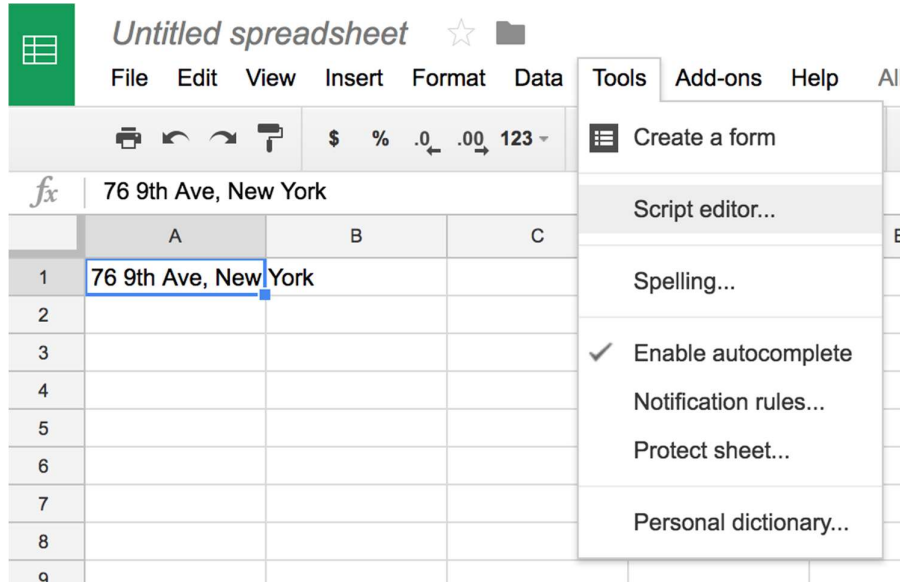 Untitled spreadsheet
File Edit View Insert Format Data Tools Add-ons Help
$ % .0 .00 123
Create a form
fx 76 9th Ave, New York
Script editor...
A B C
1 76 9th Ave, New York
Spelling...
2
3
Enable autocomplete
4
Notification rules...
5
Protect sheet...
6
7
Personal dictionary...
8
9